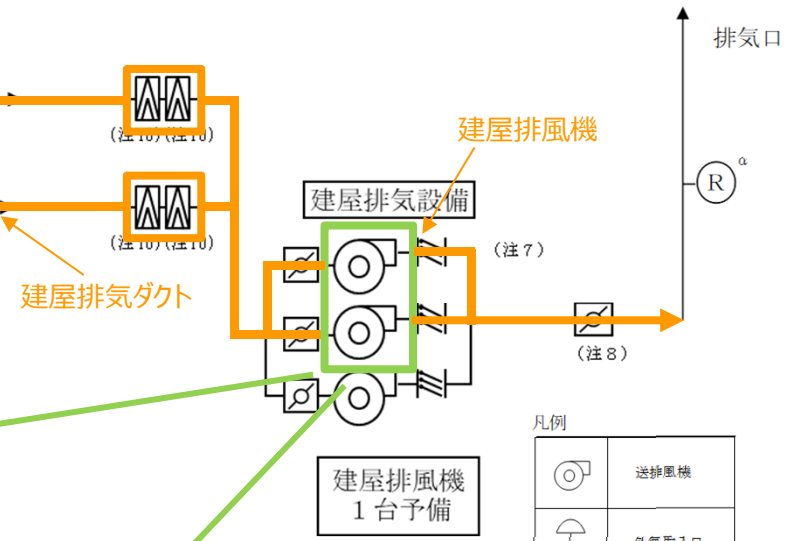 排気口
建屋排風機
α
R
(注10)(注10)
建屋排気設備
(注10)(注10)
(注７)
建屋排気ダクト
(注８)
凡例
送排風機
建屋排風機
１台予備